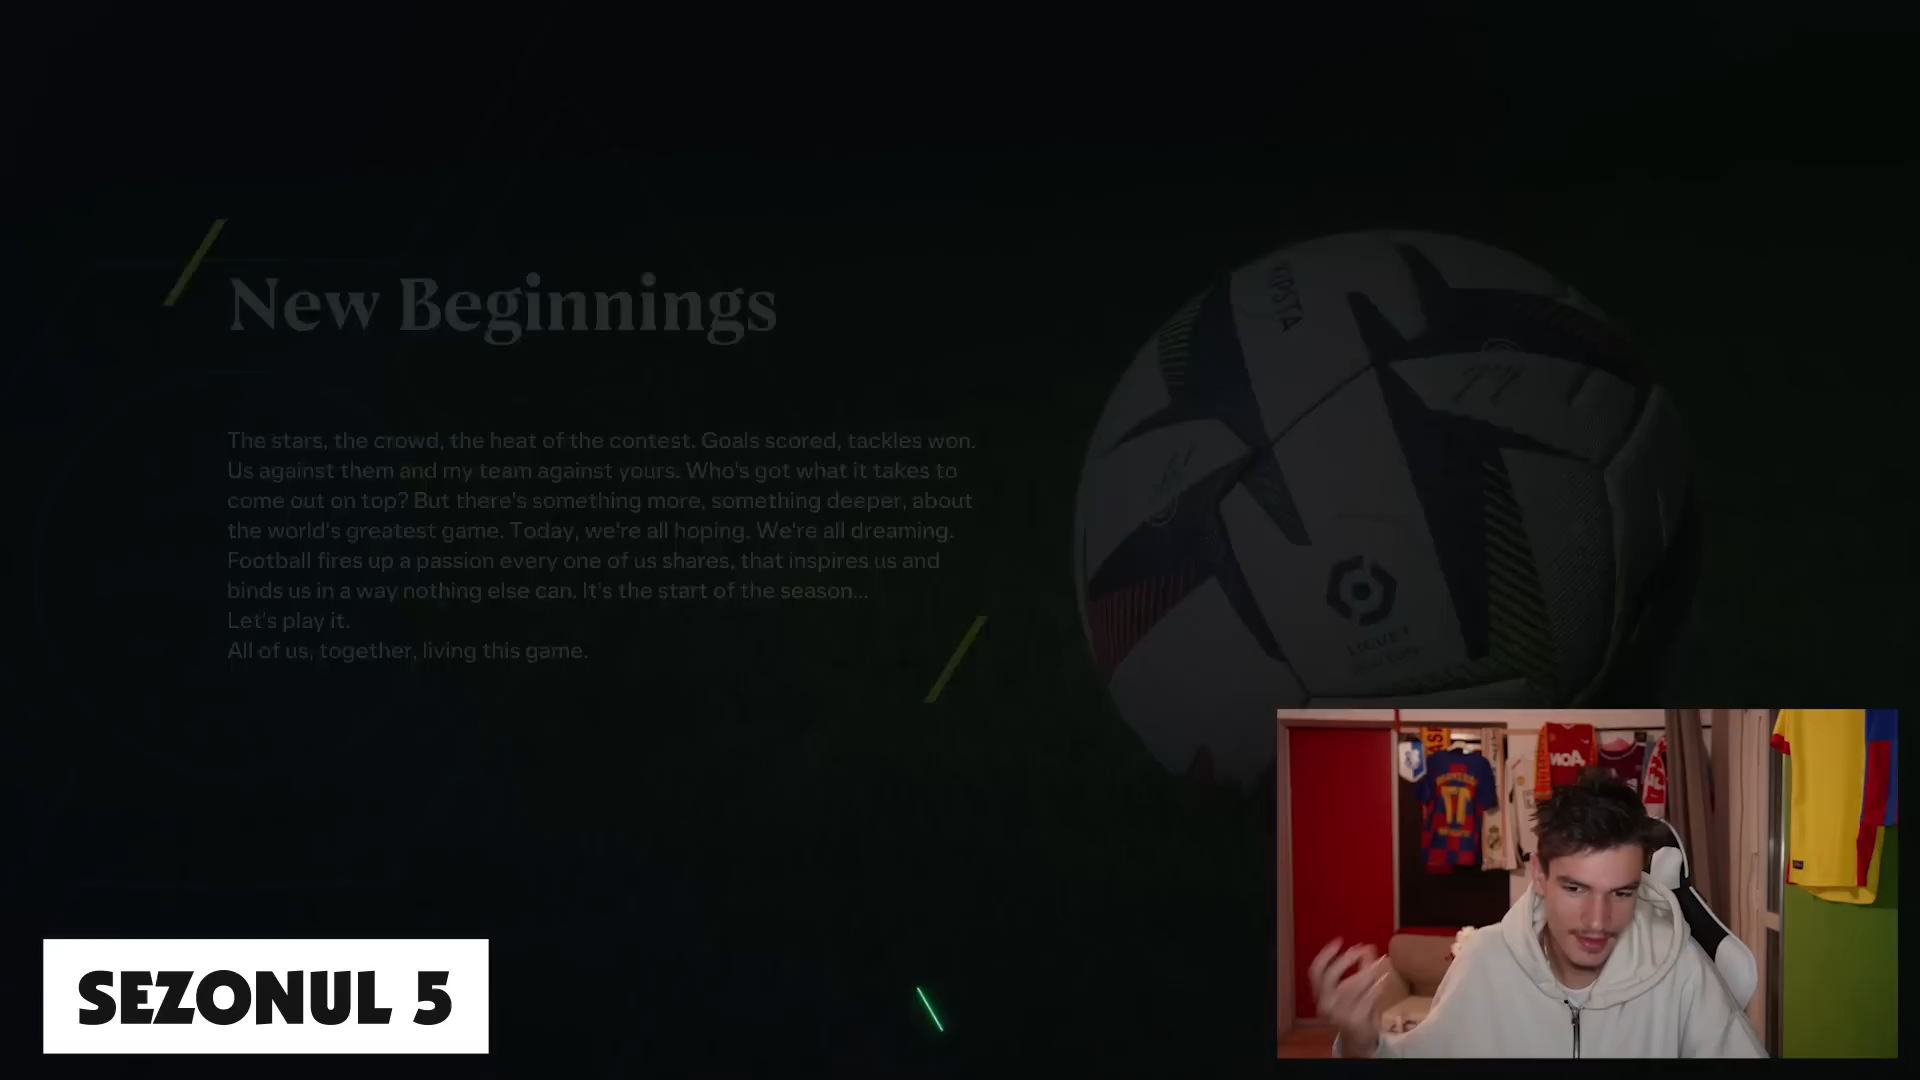 New Beginnings
The stars, the crowd, the heat of the contest. Goals scored, tackles won.
Us against them and my team against yours. Who's got what it takes to
come out on top? But there's something more, something deeper, about
the world's greatest game. Today, we're all hoping. We're all dreaming.
Football fires up a passion every one of us shares, that inspires us and
binds us in a way nothing else can. It's the start of the season...
Let's play it.
All of us, together, living this game.
LIGUE 1
SEZONUL 5